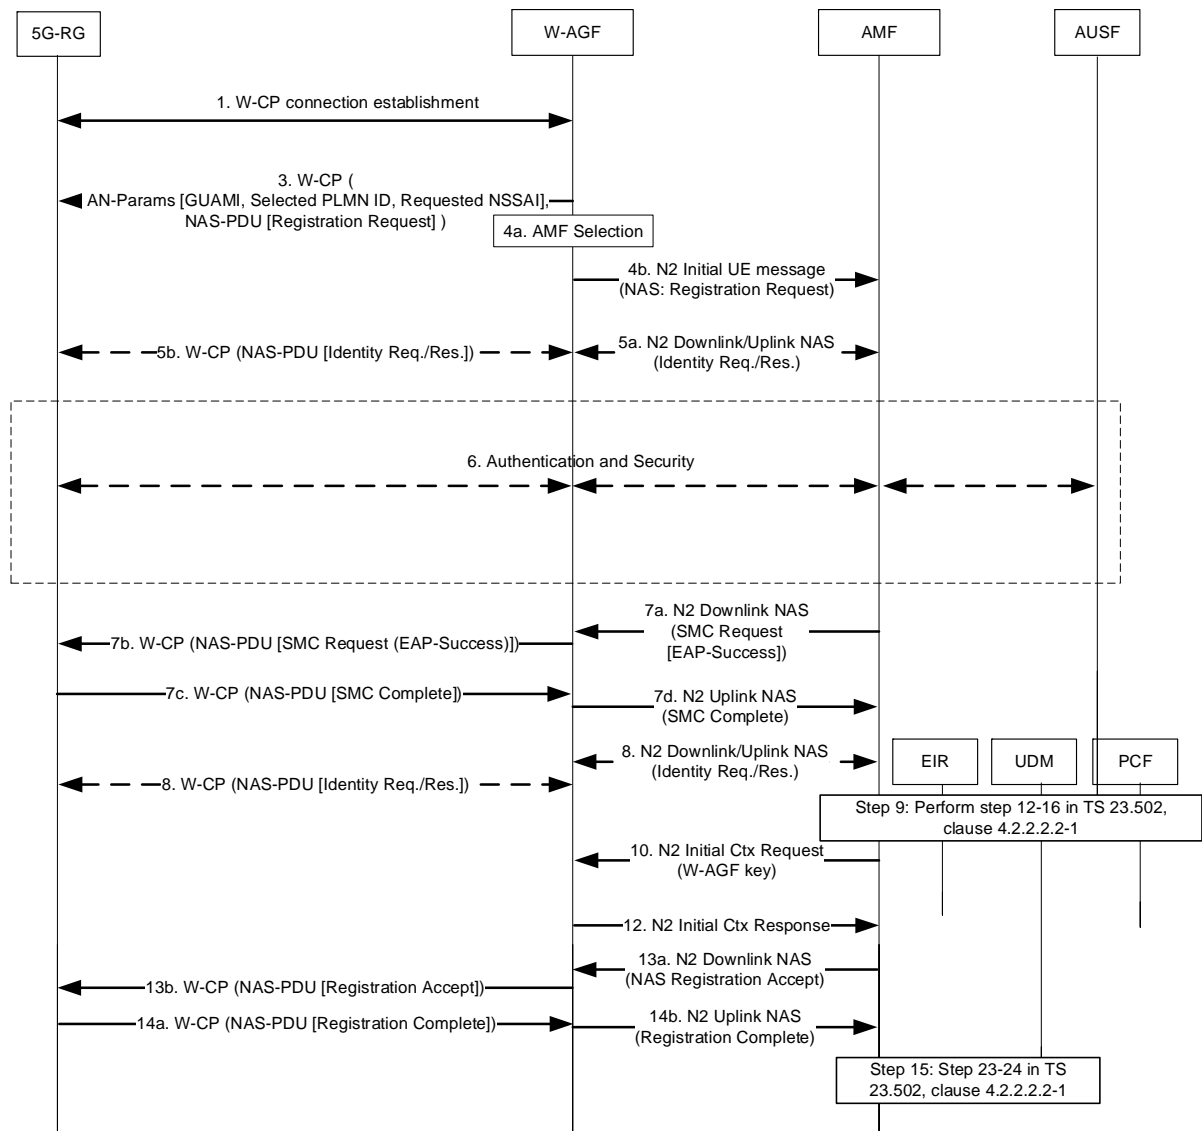 5G-RG
W-AGF
AMF
AUSF
1. W-CP connection establishment
3. W-CP (
AN-Params [GUAMI, Selected PLMN ID, Requested NSSAI],
NAS-PDU [Registration Request] )
4a. AMF Selection
4b. N2 Initial UE message
(NAS: Registration Request)
5b. W-CP (NAS-PDU [Identity Req./Res.])
5a. N2 Downlink/Uplink NAS
(Identity Req./Res.)
6. Authentication and Security
7a. N2 Downlink NAS
(SMC Request
[EAP-Success])
7b. W-CP (NAS-PDU [SMC Request (EAP-Success)])
7c. W-CP (NAS-PDU [SMC Complete])
7d. N2 Uplink NAS
(SMC Complete)
8. N2 Downlink/Uplink NAS
(Identity Req./Res.)
EIR
UDM
PCF
8. W-CP (NAS-PDU [Identity Req./Res.])
Step 9: Perform step 12-16 in TS 23.502,
clause 4.2.2.2.2-1
10. N2 Initial Ctx Request
(W-AGF key)
12. N2 Initial Ctx Response
13a. N2 Downlink NAS
(NAS Registration Accept)
13b. W-CP (NAS-PDU [Registration Accept])
14a. W-CP (NAS-PDU [Registration Complete])
14b. N2 Uplink NAS
(Registration Complete)
Step 15: Step 23-24 in TS
23.502, clause 4.2.2.2.2-1